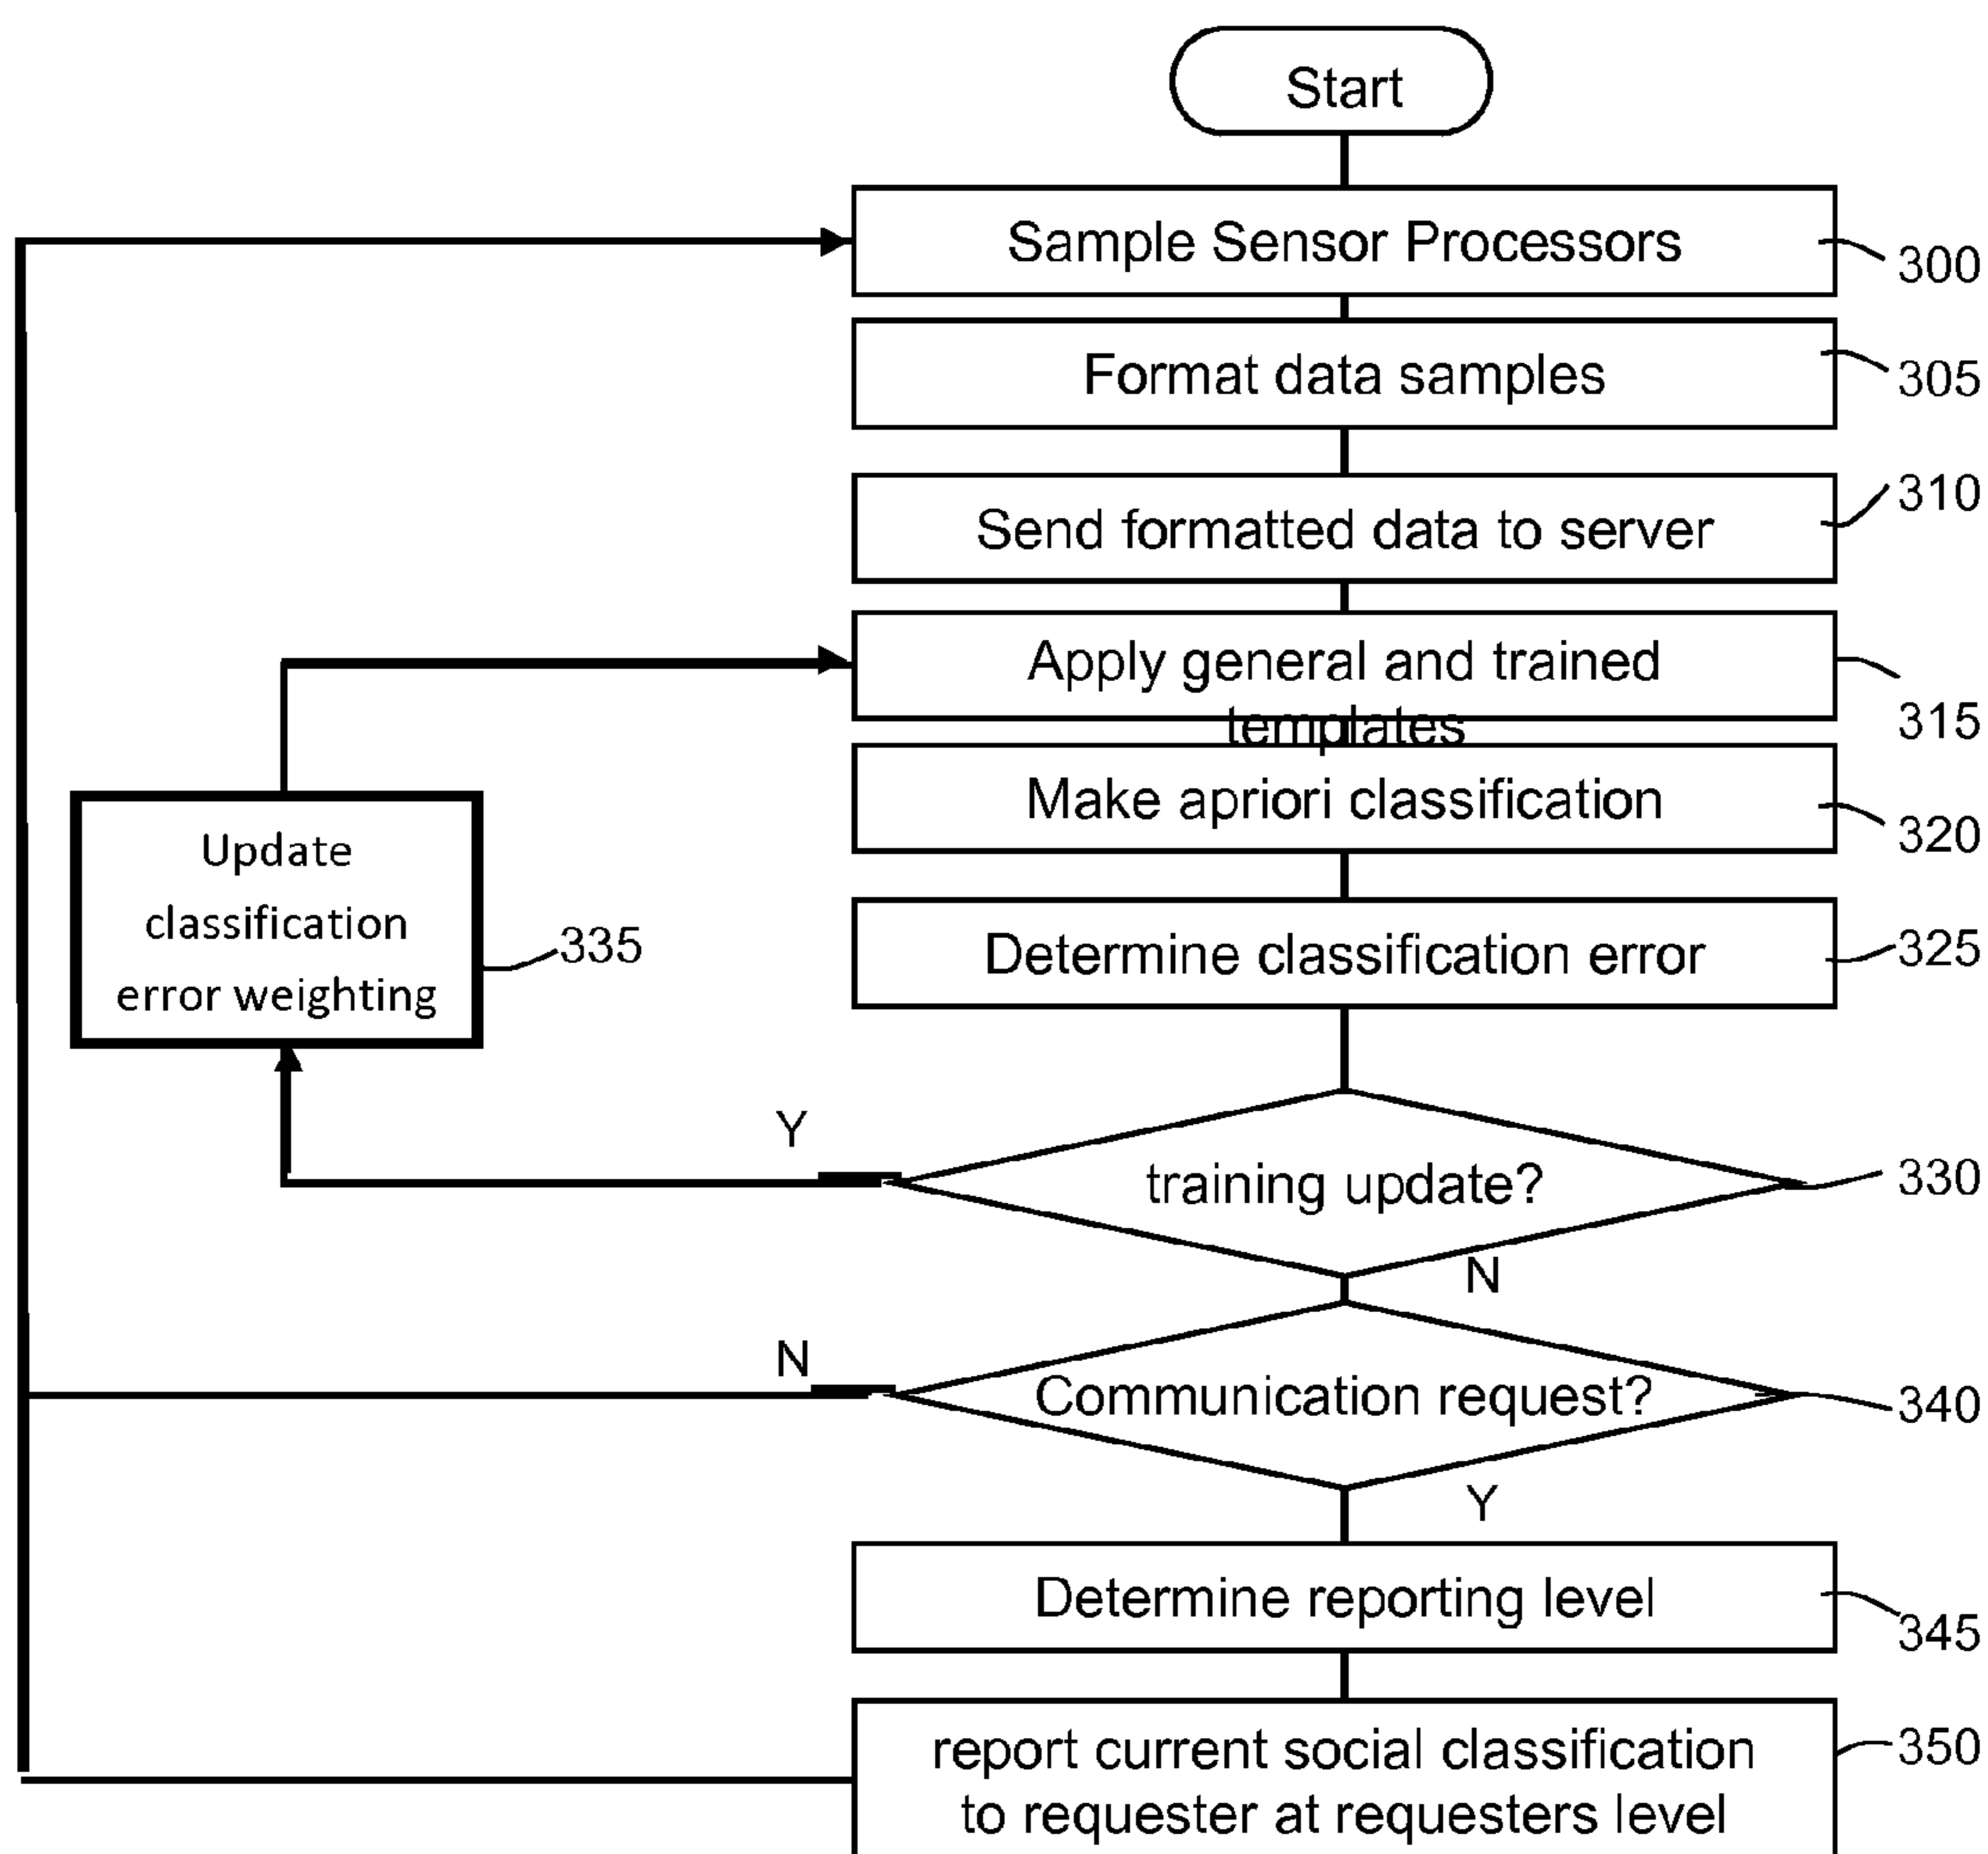 Start
Sample Sensor Processors
300
Format data samples
305
Send formatted data to server
310
Apply general and trained
templates
315
Make apriori classification
320
Update
classification
error weighting
335
Determine classification error
325
Y
training update?
330
N
N
Communication request?
340
Y
Determine reporting level
345
report current social classification
to requester at requesters level
350